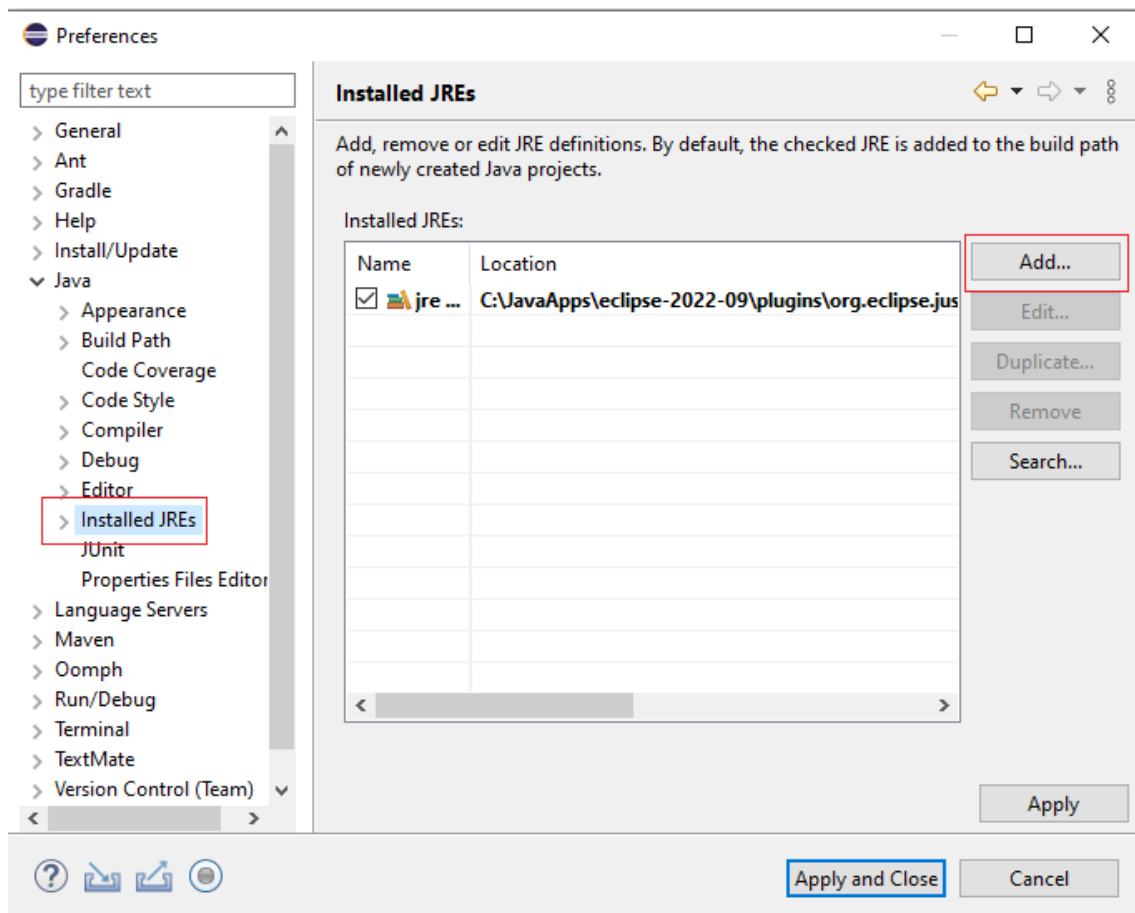 Preferences
type filter text
General
Ant
Gradle
Help
Install/Update
Java
Appearance
Build Path
Code Coverage
Code Style
Compiler
Debug
Editor
Installed JREs
JUnit
Properties Files Editor
Language Servers
Maven
Oomph
Run/Debug
Terminal
TextMate
Version Control (Team)
Installed JREs
Add, remove or edit JRE definitions. By default, the checked JRE is added to the build path
of newly created Java projects.
Installed JREs:
Name Location
jre ... C:\JavaApps\eclipse-2022-09\plugins\org.eclipse.jus
Add...
Edit...
Duplicate...
Remove
Search...
Apply
?
Apply and Close Cancel